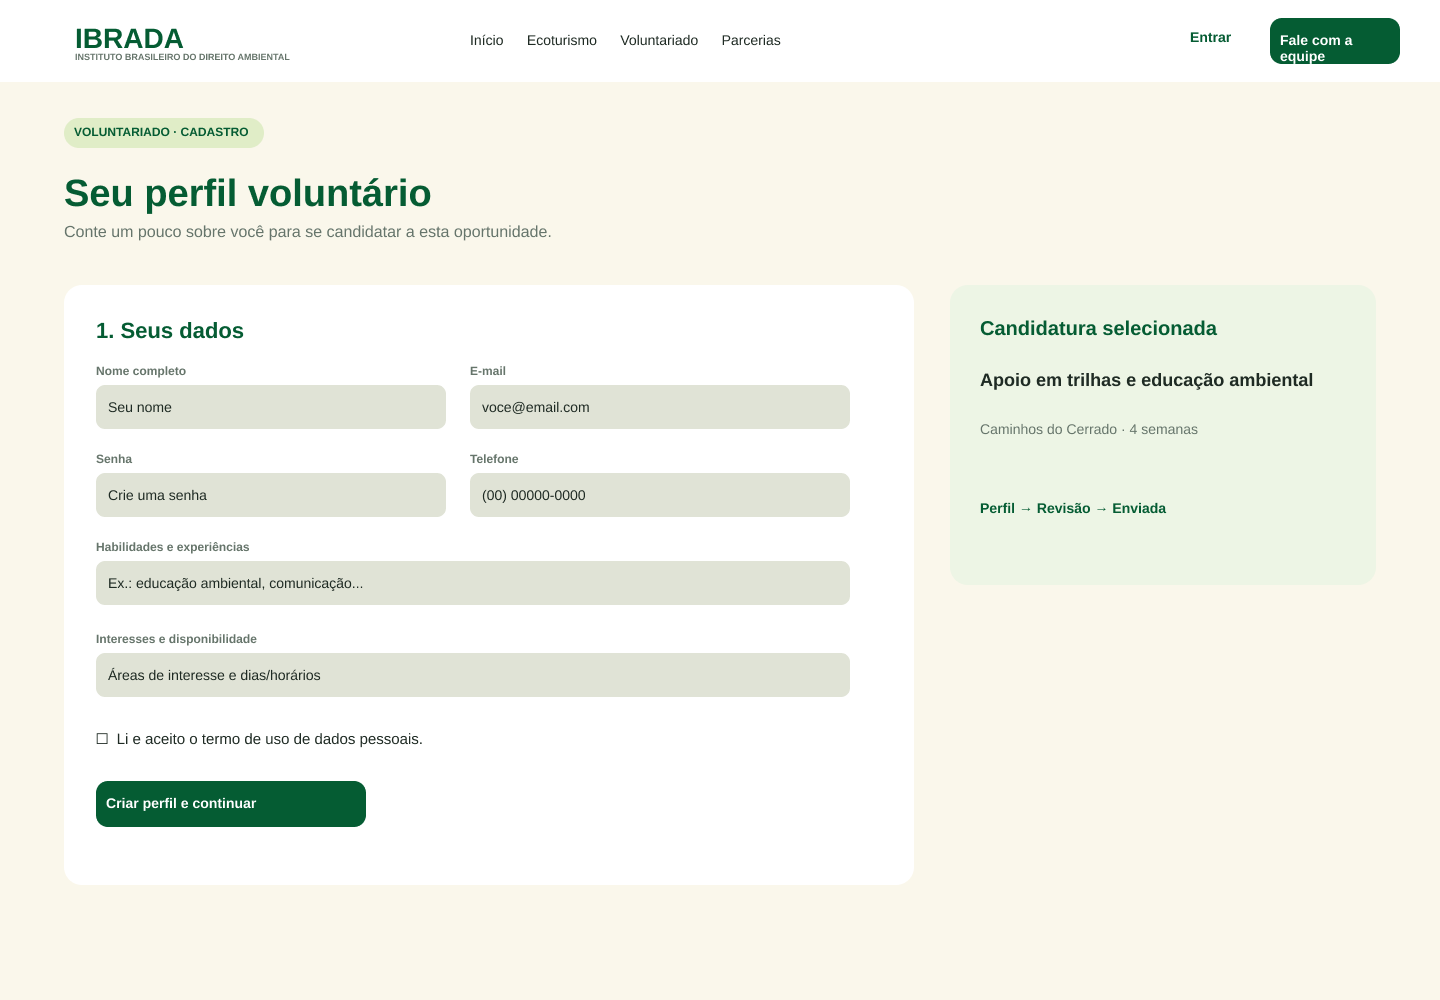 IBRADA
INSTITUTO BRASILEIRO DO DIREITO AMBIENTAL
Início Ecoturismo Voluntariado Parcerias
Entrar
Fale com a
equipe
VOLUNTARIADO · CADASTRO
Seu perfil voluntário
Conte um pouco sobre você para se candidatar a esta oportunidade.
1. Seus dados
Nome completo
Seu nome
E-mail
voce@email.com
Senha
Crie uma senha
Telefone
(00) 00000-0000
Habilidades e experiências
Ex.: educação ambiental, comunicação...
Interesses e disponibilidade
Áreas de interesse e dias/horários
☐ Li e aceito o termo de uso de dados pessoais.
Criar perfil e continuar
Candidatura selecionada
Apoio em trilhas e educação ambiental
Caminhos do Cerrado · 4 semanas
Perfil → Revisão → Enviada